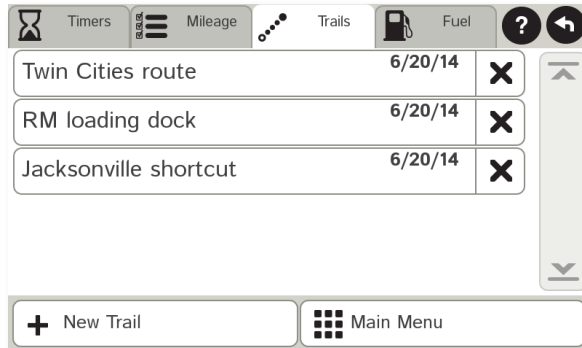 Timers Mileage Trails Fuel ?
Twin Cities route 6/20/14
RM loading dock 6/20/14
Jacksonville shortcut 6/20/14
New Trail Main Menu